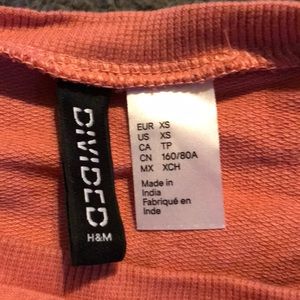 DIVIDED
H&M
EUR XS
US XS
CA TP
CN 160/80A
MX XCH
Made in
India
Fabriqué en
Inde